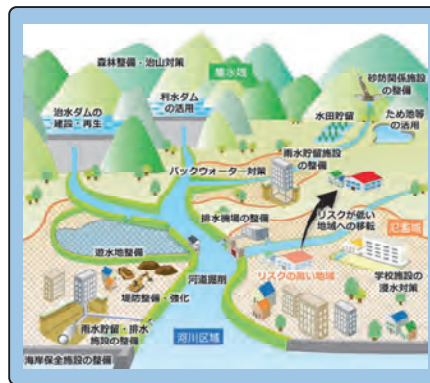 森林整備・治山対策
集水域
砂防関係施設
の整備
治水ダムの
建設・再生
利水ダム
の活用
水田貯留
ため池等
の活用
雨水貯留施設
の整備
バックウォーター対策
排水機場の整備
リスクが低い
地域への移転
氾濫域
遊水地整備
河道掘削
リスクの高い地域
学校施設の
浸水対策
堤防整備・強化
雨水貯留・排水
施設の整備
河川区域
海岸保全施設の整備